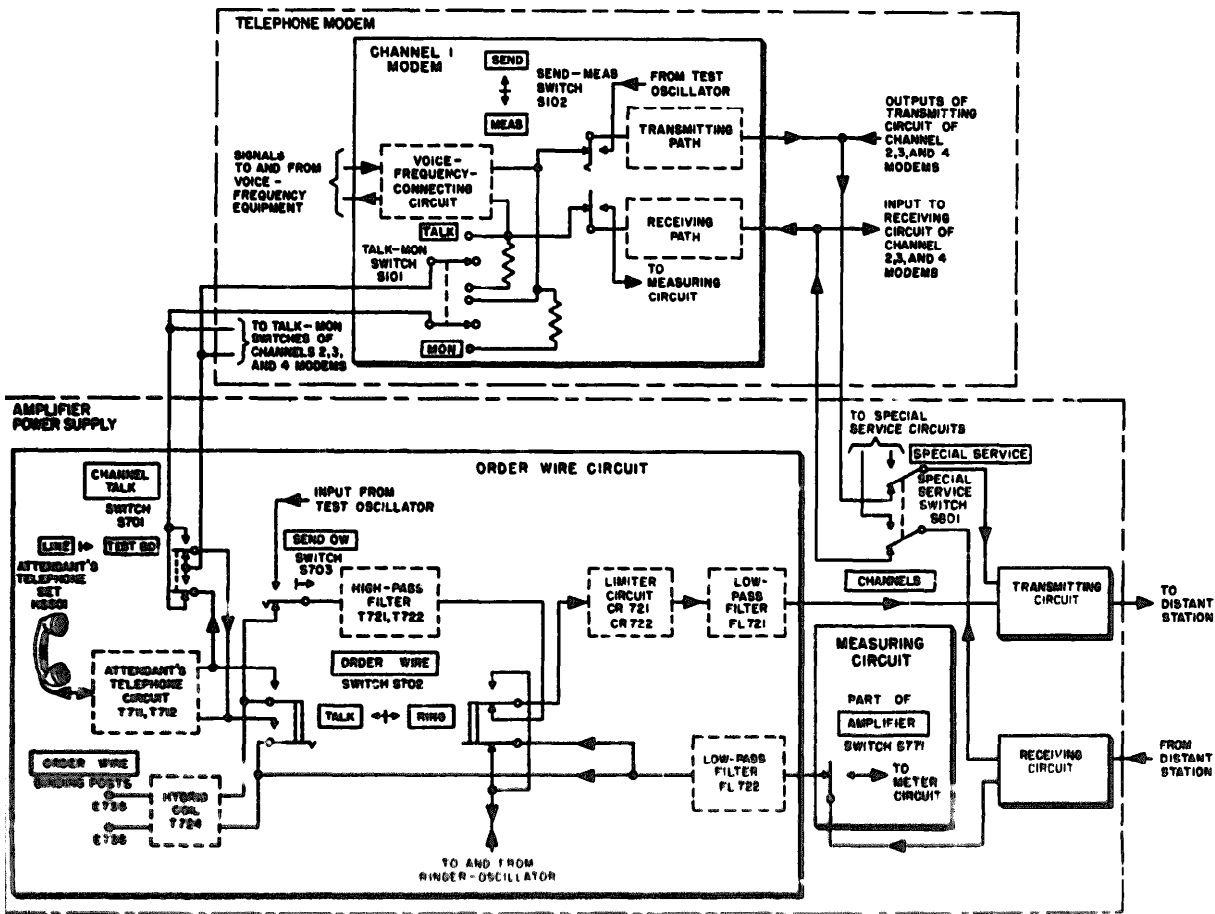 TELEPHONE MODEM
CHANNEL 1
MODEM
SEND
SEND-MEAS
SWITCH
S102
MEAS
FROM TEST
OSCILLATOR
TRANSMITTING
PATH
OUTPUTS OF
TRANSMITTING
CIRCUIT OF
CHANNEL
2,3,AND 4
MODEMS
SIGNALS
TO AND FROM
VOICE-
FREQUENCY
EQUIPMENT
VOICE-
FREQUENCY-
CONNECTING
CIRCUIT
RECEIVING
PATH
INPUT TO
RECEIVING
CIRCUIT OF
CHANNEL
2,3,AND 4
MODEMS
TALK
TALK-MON
SWITCH
S101
TO
MEASURING
CIRCUIT
MON
TO TALK-MON
SWITCHES OF
CHANNELS 2,3,
AND 4 MODEMS
AMPLIFIER
POWER SUPPLY
TO SPECIAL
SERVICE CIRCUITS
SPECIAL SERVICE
SPECIAL
SERVICE
SWITCH
S801
CHANNELS
ORDER WIRE CIRCUIT
CHANNEL
TALK
SWITCH
S701
LINE
TEST BD
ATTENDANT'S
TELEPHONE
SET
INPUT FROM
TEST OSCILLATOR
SEND OW
SWITCH
S703
HIGH-PASS
FILTER
T721,T722
LIMITER
CIRCUIT
CR 721
CR 722
LOW-
PASS
FILTER
FL721
TRANSMITTING
CIRCUIT
TO
DISTANT
STATION
ATTENDANT'S
TELEPHONE
CIRCUIT
T711,T712
ORDER WIRE
SWITCH S702
TALK
RING
MEASURING
CIRCUIT
PART OF
AMPLIFIER
SWITCH S771
TO
METER
CIRCUIT
RECEIVING
CIRCUIT
FROM
DISTANT
STATION
ORDER WIRE
BINDING POSTS
HYBRID
COIL
T724
LOW-PASS
FILTER
FL722
TO AND FROM
RINGER-OSCILLATOR